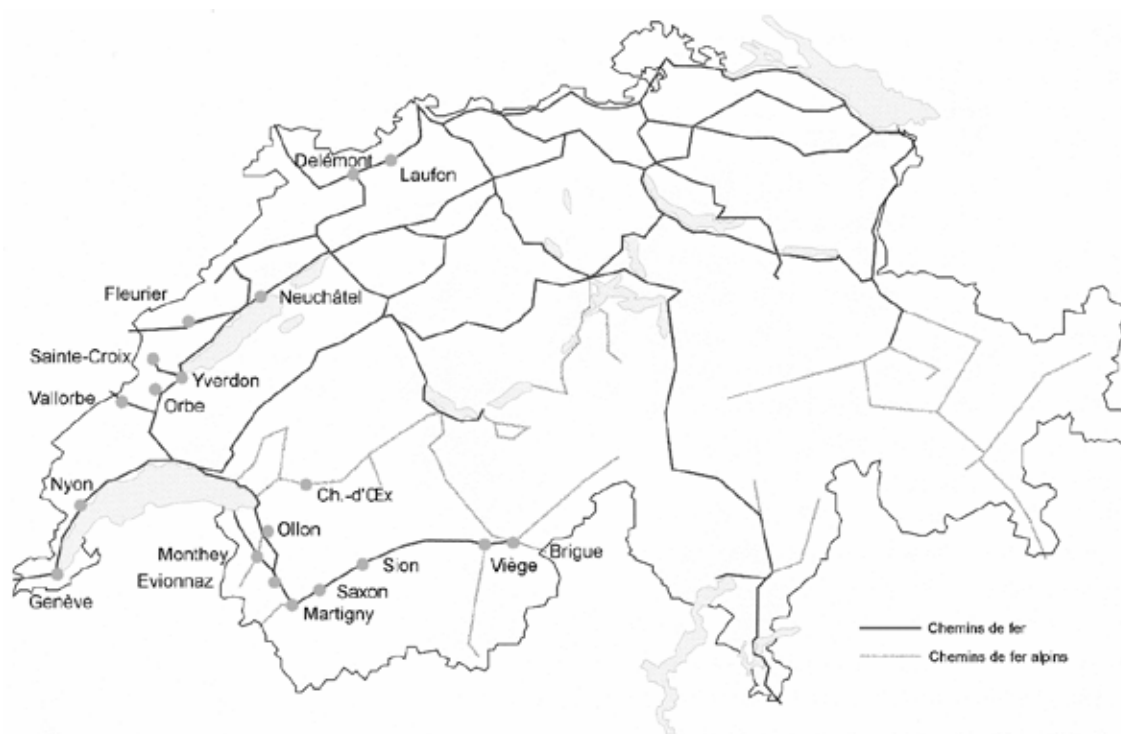 Delémont
Laufon
Fleurier
Neuchâtel
Sainte-Croix
Yverdon
Vallorbe
Orbe
Nyon
Ch.-d'Œx
Ollon
Monthey
Sion
Viège
Brigue
Evionnaz
Saxon
Genève
Martigny
Chemins de fer
Chemins de fer alpins